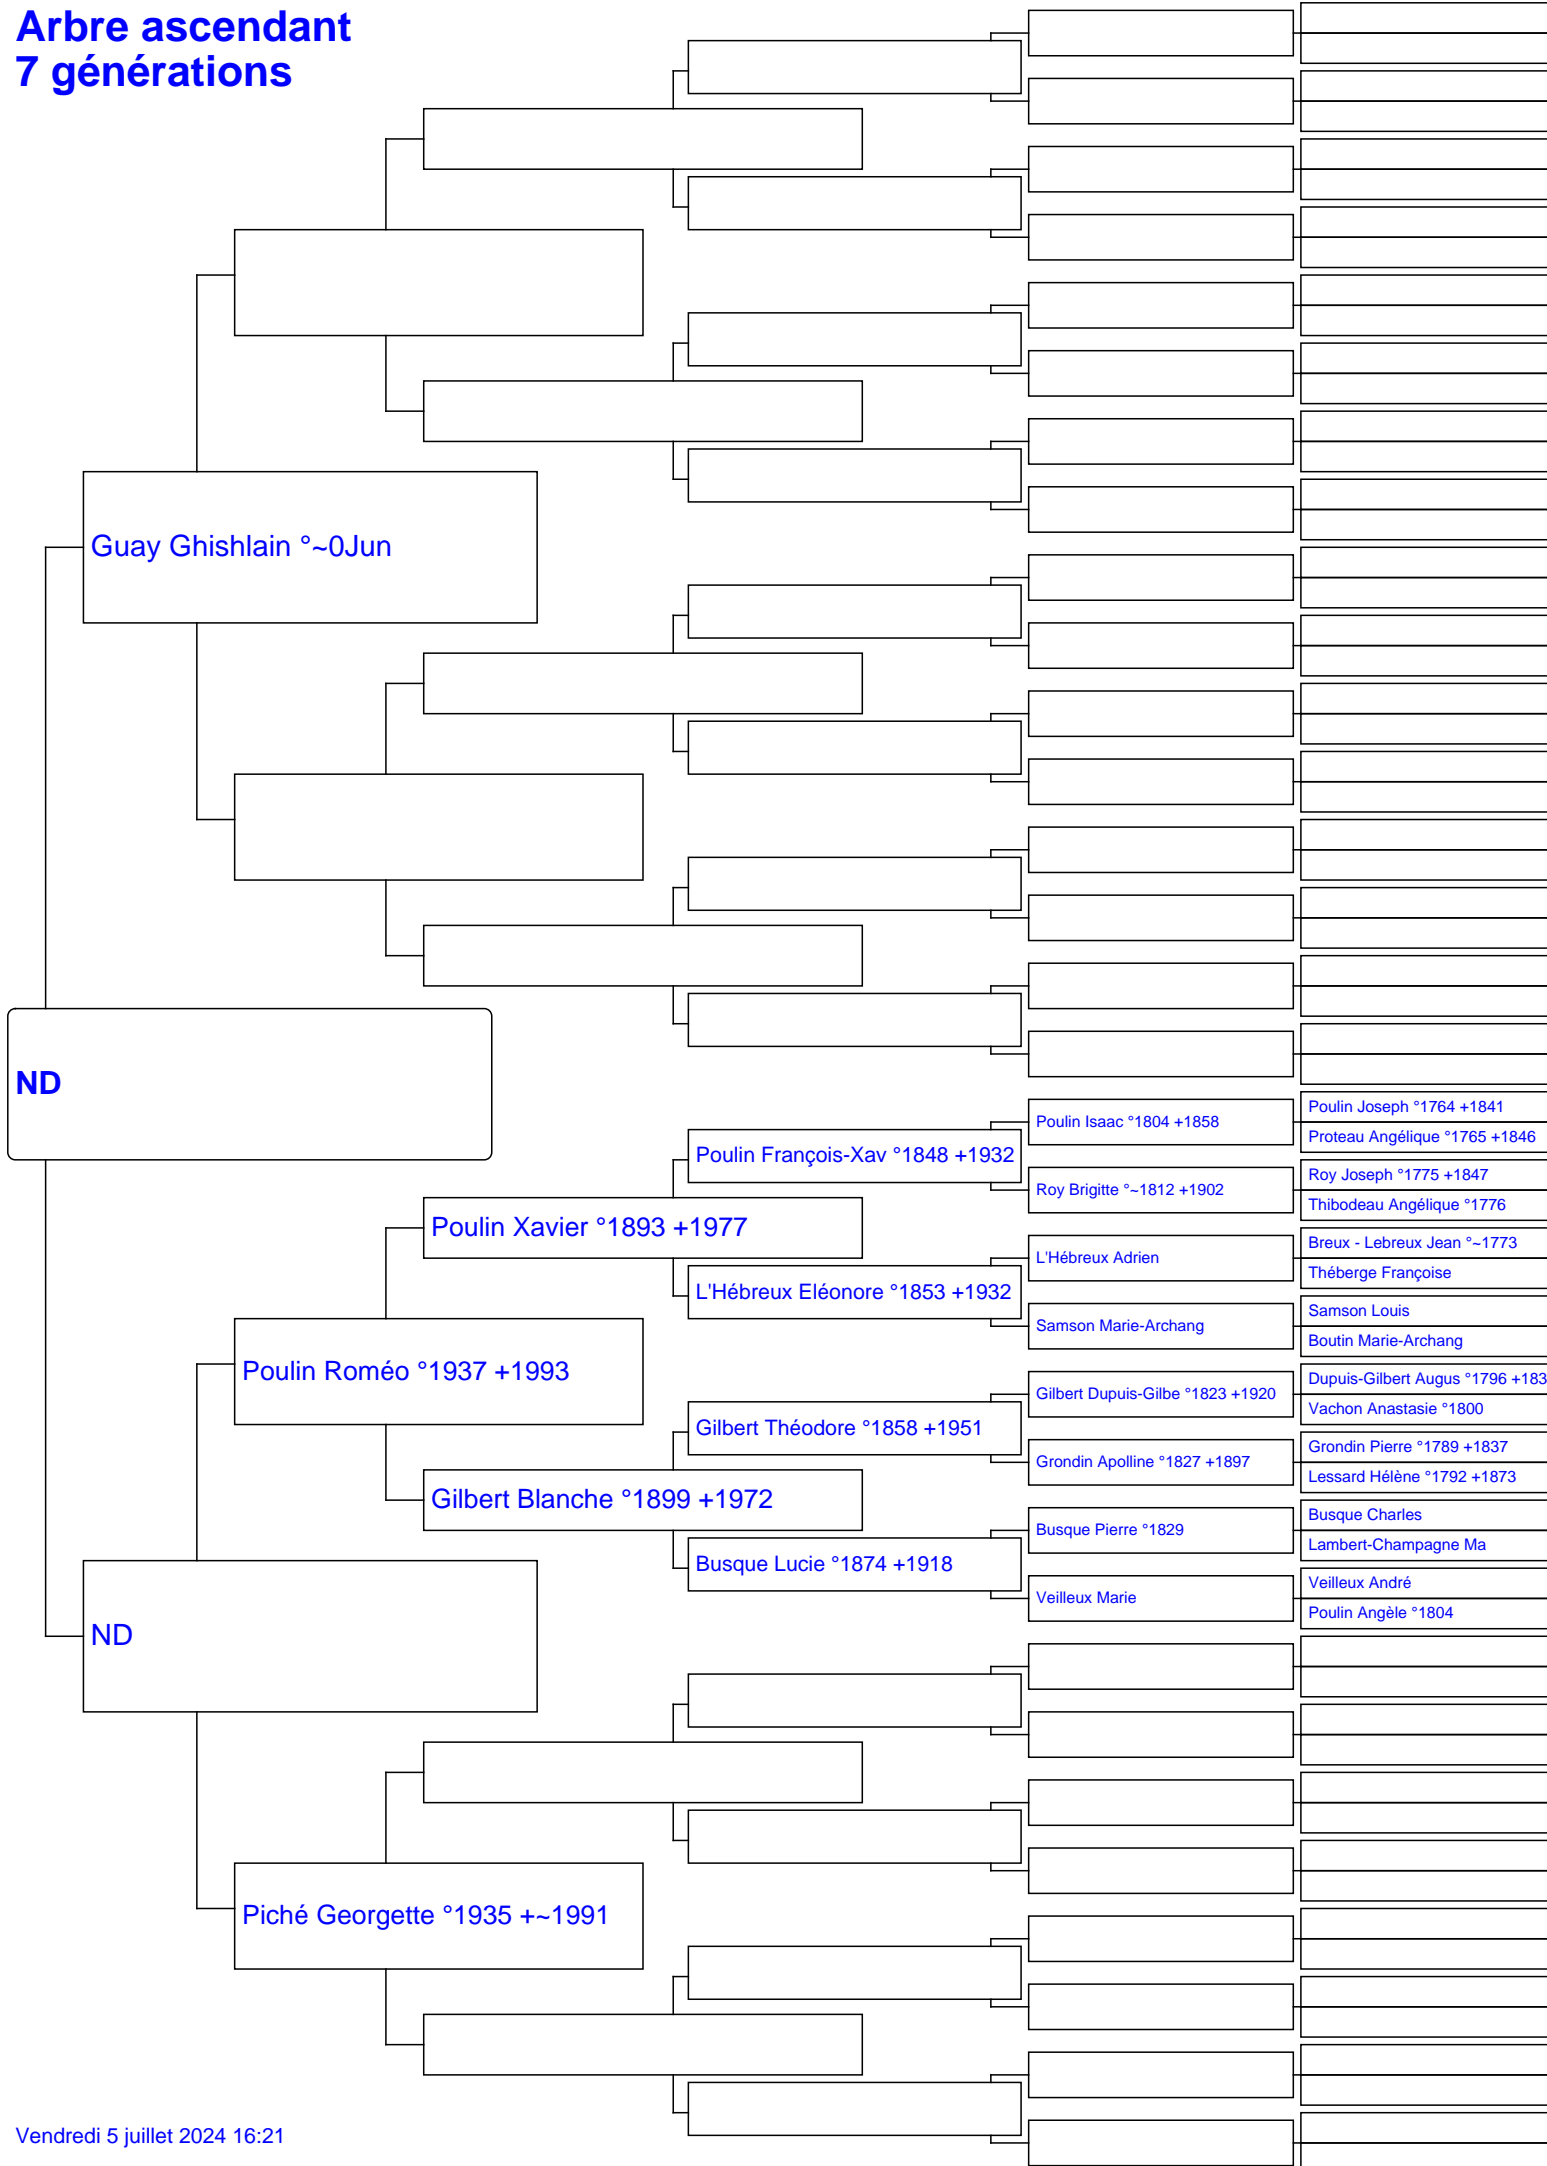 Arbre ascendant
7 générations
Guay Ghishlain °~0Jun
ND
Poulin Joseph °1764 +1841
Poulin Isaac °1804 +1858
Proteau Angélique °1765 +1846
Poulin François-Xav °1848 +1932
Roy Joseph °1775 +1847
Roy Brigitte °~1812 +1902
Thibodeau Angélique °1776
Poulin Xavier °1893 +1977
Breux - Lebreux Jean °~1773
L'Hébreux Adrien
Théberge Françoise
L'Hébreux Eléonore °1853 +1932
Samson Louis
Samson Marie-Archang
Boutin Marie-Archang
Poulin Roméo °1937 +1993
Dupuis-Gilbert Augus °1796 +183
Gilbert Dupuis-Gilbe °1823 +1920
Vachon Anastasie °1800
Gilbert Théodore °1858 +1951
Grondin Pierre °1789 +1837
Grondin Apolline °1827 +1897
Lessard Hélène °1792 +1873
Gilbert Blanche °1899 +1972
Busque Charles
Busque Pierre °1829
Lambert-Champagne Ma
Busque Lucie °1874 +1918
Veilleux André
Veilleux Marie
Poulin Angèle °1804
ND
Piché Georgette °1935 +~1991
Vendredi 5 juillet 2024 16:21